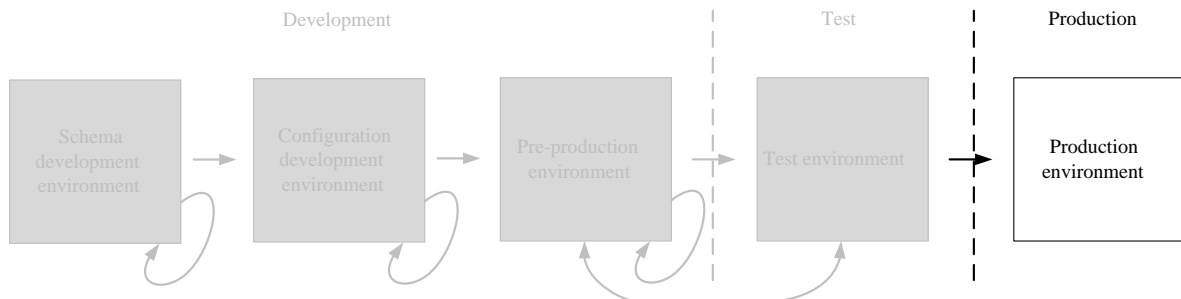 Development
Test
Production
Schema
development
environment
Configuration
development
environment
Pre-production
environment
Test environment
Production
environment